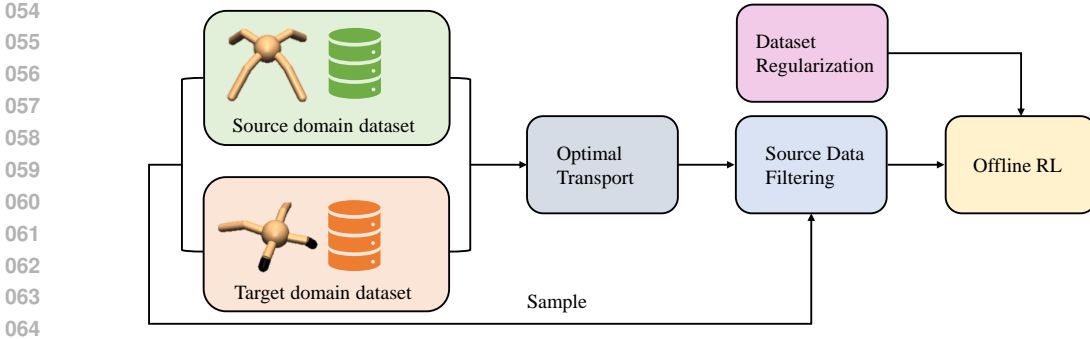 054
055
056
057
058
059
060
061
062
063
064
Source domain dataset
Target domain dataset
Optimal
Transport
Sample
Dataset
Regularization
Source Data
Filtering
Offline RL